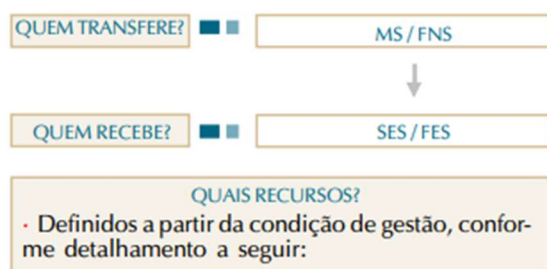 QUEM TRANSFERE?
MS / FNS
QUEM RECEBE?
SES / FES
QUAIS RECURSOS?
· Definidos a partir da condição de gestão, confor-
me detalhamento a seguir: